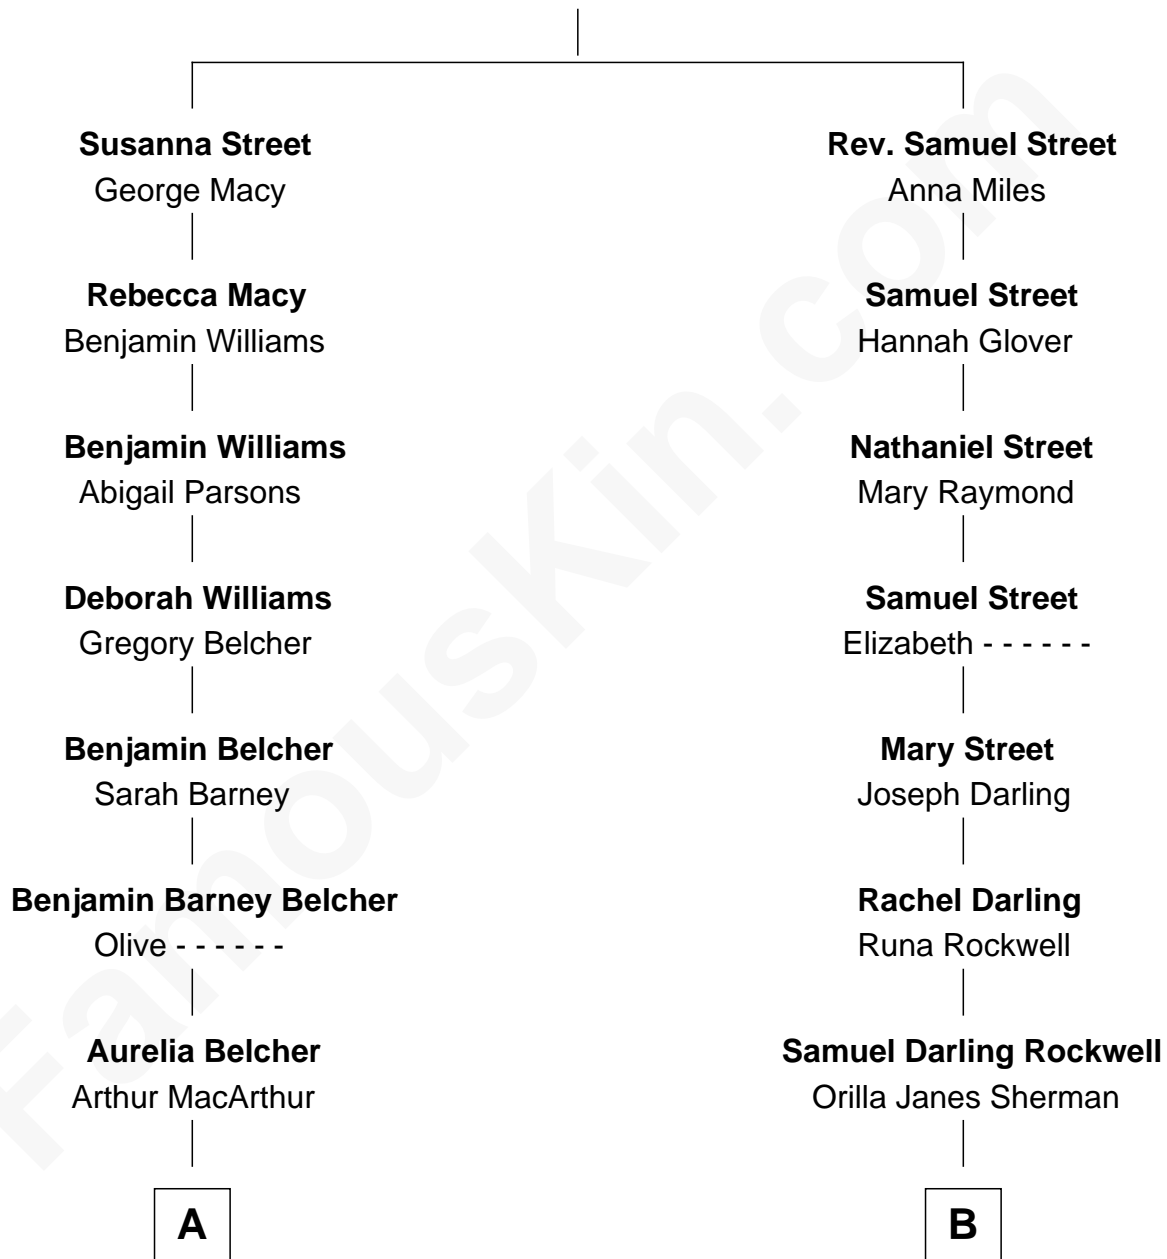 Susanna Street
George Macy
Rebecca Macy
Benjamin Williams
Benjamin Williams
Abigail Parsons
Deborah Williams
Gregory Belcher
Benjamin Belcher
Sarah Barney
Benjamin Barney Belcher
Olive - - - - - -
Aurelia Belcher
Arthur MacArthur
A
Rev. Samuel Street
Anna Miles
Samuel Street
Hannah Glover
Nathaniel Street
Mary Raymond
Samuel Street
Elizabeth - - - - - -
Mary Street
Joseph Darling
Rachel Darling
Runa Rockwell
Samuel Darling Rockwell
Orilla Janes Sherman
B
FamousKin.com